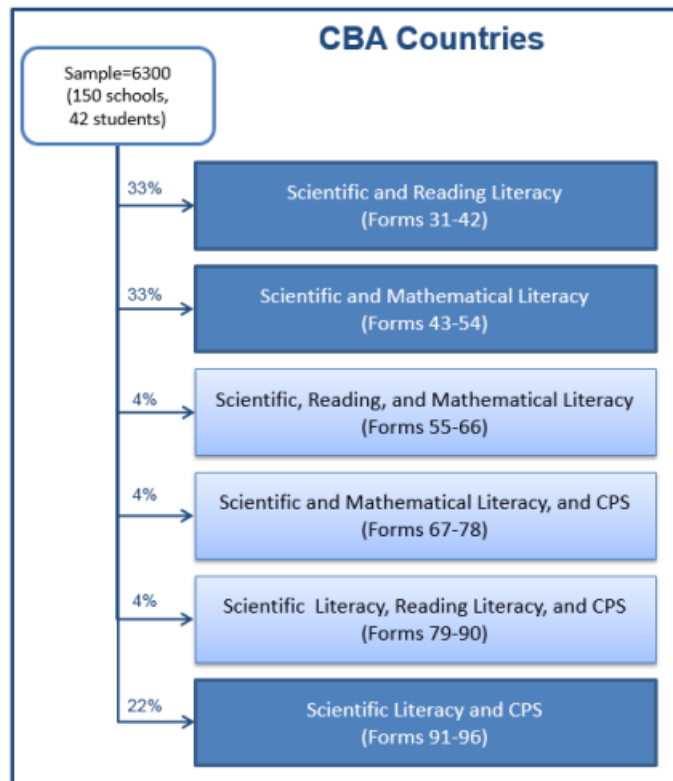 CBA Countries
Sample=6300
(150 schools,
42 students)
33%
Scientific and Reading Literacy
(Forms 31-42)
33%
Scientific and Mathematical Literacy
(Forms 43-54)
4%
Scientific, Reading, and Mathematical Literacy
(Forms 55-66)
4%
Scientific and Mathematical Literacy, and CPS
(Forms 67-78)
4%
Scientific Literacy, Reading Literacy, and CPS
(Forms 79-90)
22%
Scientific Literacy and CPS
(Forms 91-96)